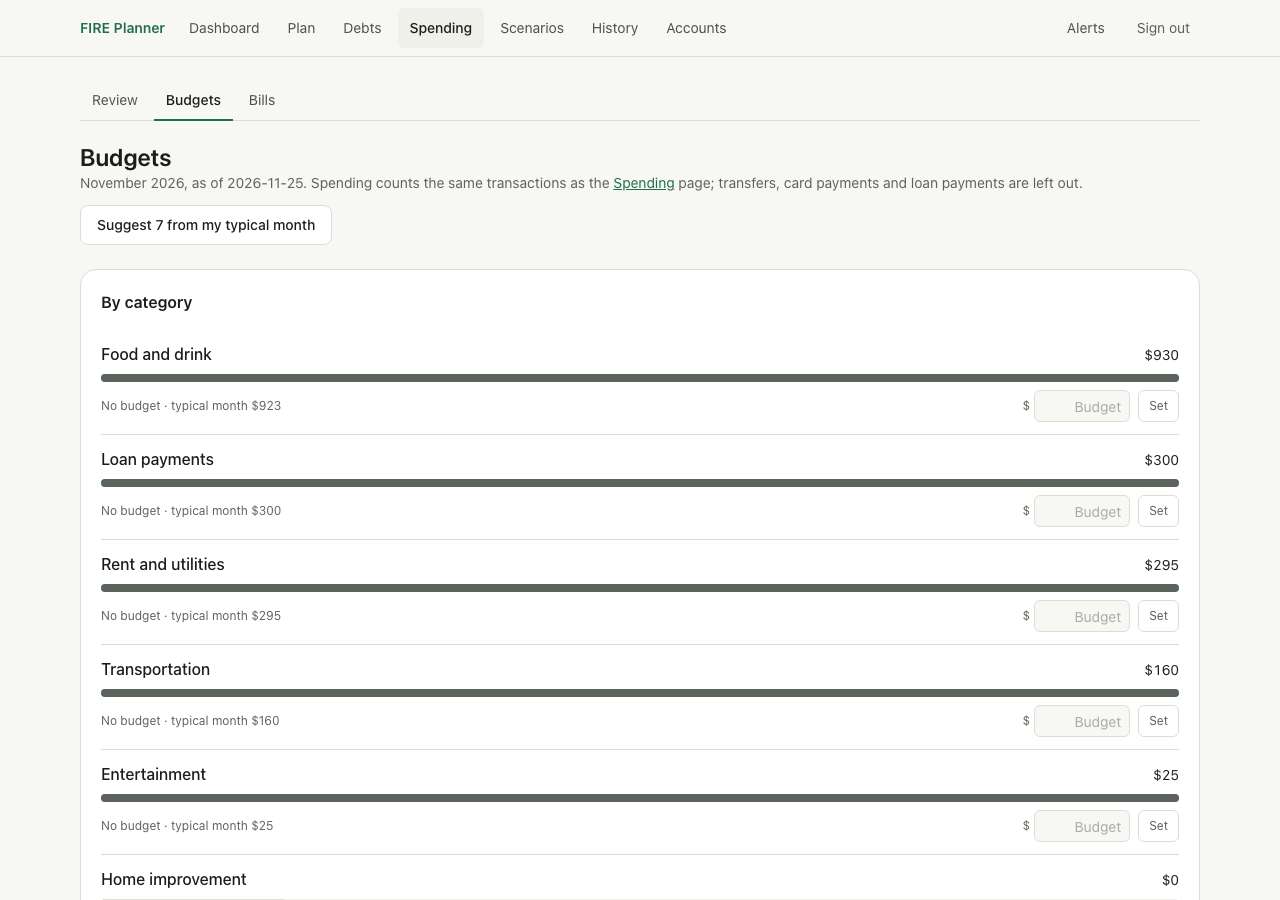 FIRE Planner Dashboard Plan Debts Spending Scenarios History Accounts Alerts Sign out
Review Budgets Bills
Budgets
November 2026, as of 2026-11-25. Spending counts the same transactions as the Spending page; transfers, card payments and loan payments are left out.
Suggest 7 from my typical month
By category
Food and drink $930
No budget · typical month $923 $ Budget Set
Loan payments $300
No budget · typical month $300 $ Budget Set
Rent and utilities $295
No budget · typical month $295 $ Budget Set
Transportation $160
No budget · typical month $160 $ Budget Set
Entertainment $25
No budget · typical month $25 $ Budget Set
Home improvement $0